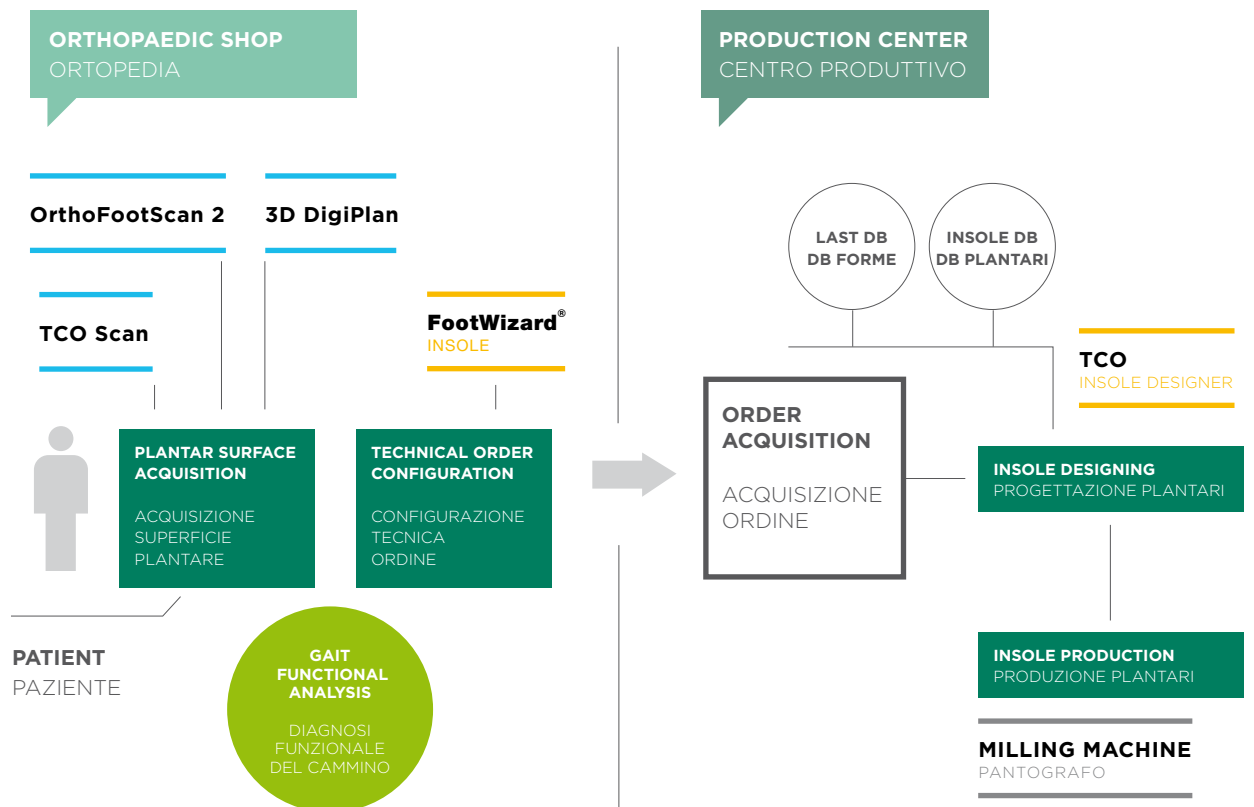 ORTHOPAEDIC SHOP
ORTOPEDIA
OrthoFootScan 2
3D DigiPlan
TCO Scan
FootWizard®
INSOLE
PLANTAR SURFACE
ACQUISITION
ACQUISIZIONE
SUPERFICIE
PLANTARE
TECHNICAL ORDER
CONFIGURATION
CONFIGURAZIONE
TECNICA
ORDINE
PATIENT
PAZIENTE
GAIT
FUNCTIONAL
ANALYSIS
DIAGNOSI
FUNZIONALE
DEL CAMMINO
PRODUCTION CENTER
CENTRO PRODUTTIVO
LAST DB
DB FORME
INSOLE DB
DB PLANTARI
TCO
INSOLE DESIGNER
ORDER
ACQUISITION
ACQUISIZIONE
ORDINE
INSOLE DESIGNING
PROGETTAZIONE PLANTARI
INSOLE PRODUCTION
PRODUZIONE PLANTARI
MILLING MACHINE
PANTOGRAFO